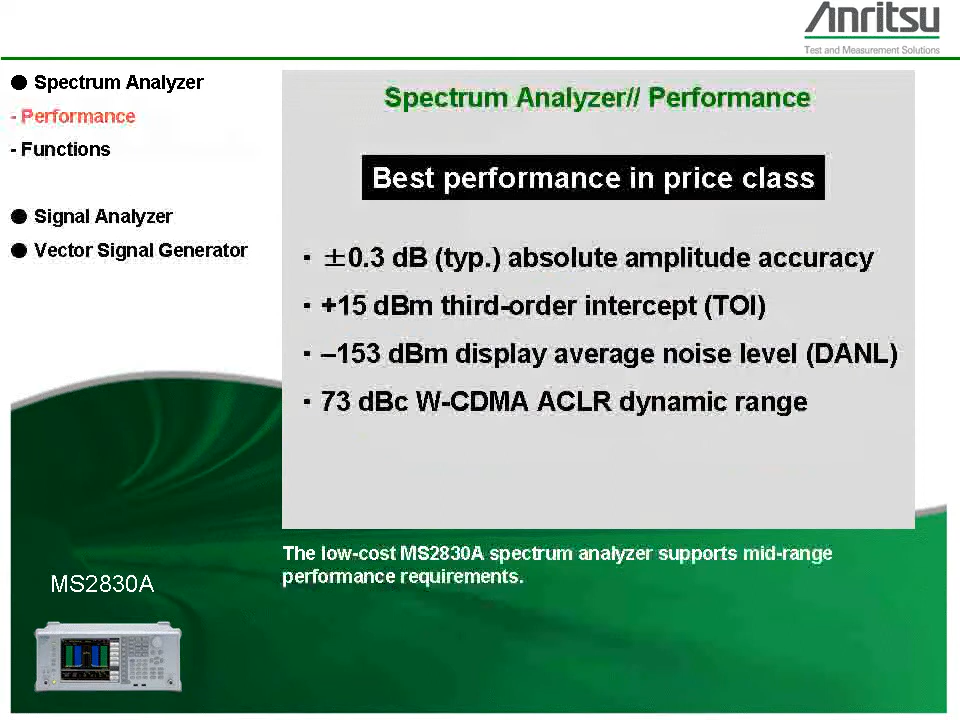 Anritsu
Test and Measurement Solutions
● Spectrum Analyzer
- Performance
- Functions
● Signal Analyzer
● Vector Signal Generator
Spectrum Analyzer// Performance
Best performance in price class
· ±0.3 dB (typ.) absolute amplitude accuracy
· +15 dBm third-order intercept (TOI)
· –153 dBm display average noise level (DANL)
· 73 dBc W-CDMA ACLR dynamic range
The low-cost MS2830A spectrum analyzer supports mid-range
performance requirements.
MS2830A